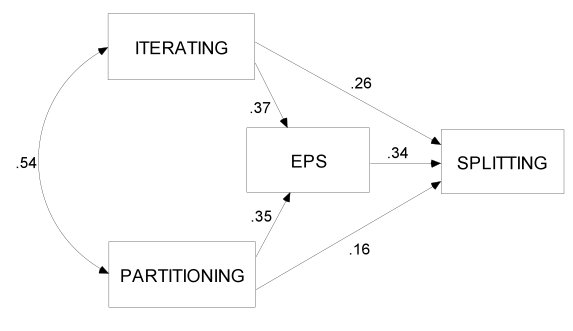 ITERATING
.26
.37
EPS
.34
SPLITTING
.54
.35
.16
PARTITIONING